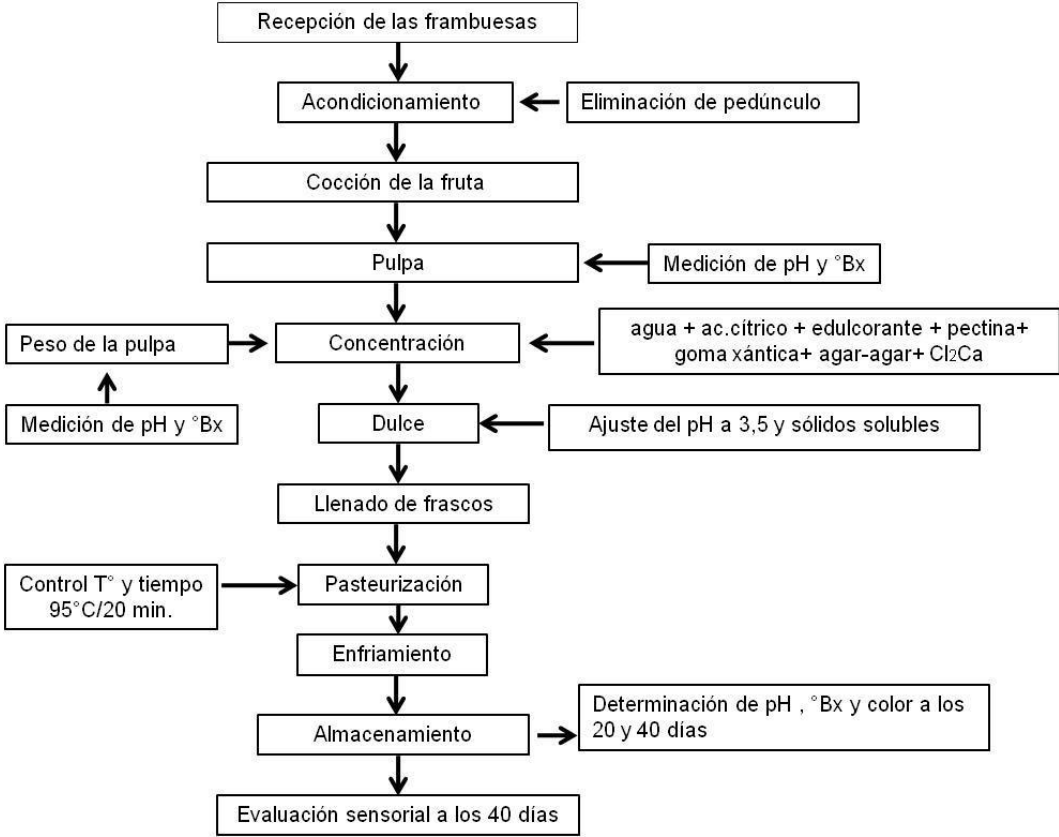 Recepción de las frambuesas
Acondicionamiento
Eliminación de pedúnculo
Cocción de la fruta
Pulpa
Medición de pH y °Bx
Peso de la pulpa
Concentración
agua + ac.cítrico + edulcorante + pectina+
goma xántica+ agar-agar+ Cl₂Ca
Medición de pH y °Bx
Dulce
Ajuste del pH a 3,5 y sólidos solubles
Llenado de frascos
Control T° y tiempo
95°C/20 min.
Pasteurización
Enfriamiento
Almacenamiento
Determinación de pH , °Bx y color a los
20 y 40 días
Evaluación sensorial a los 40 días